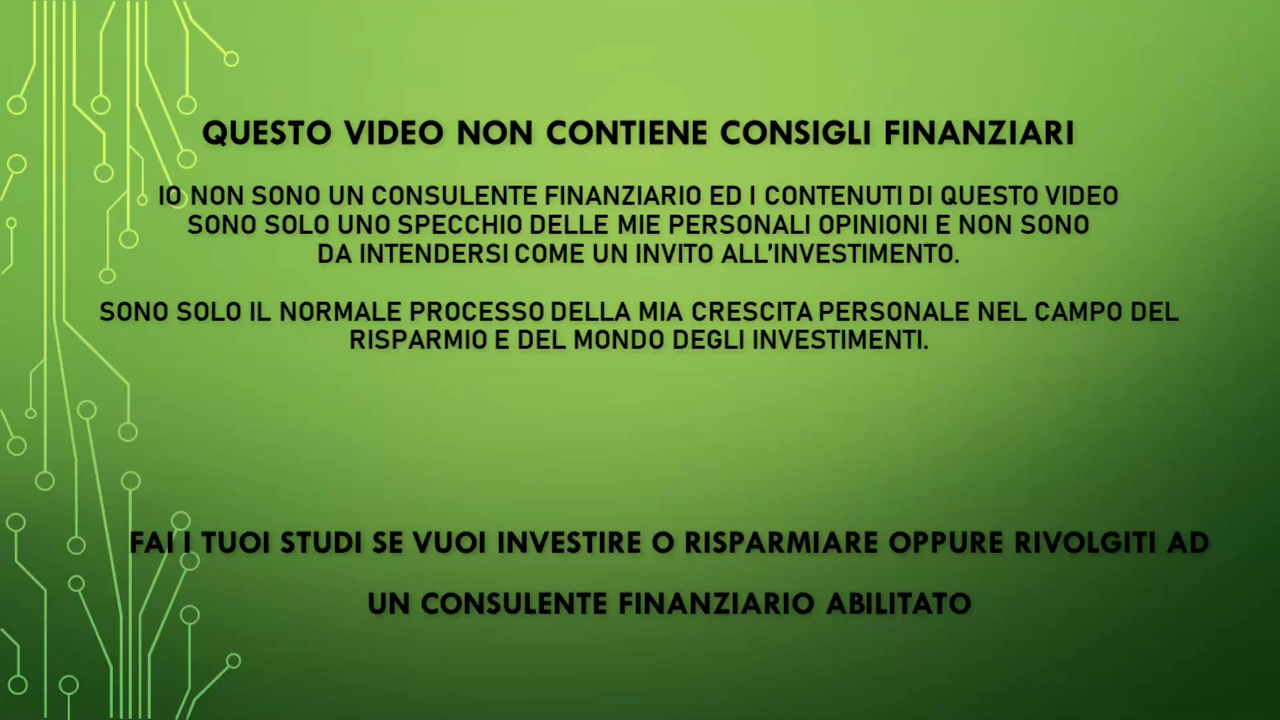 QUESTO VIDEO NON CONTIENE CONSIGLI FINANZIARI
IO NON SONO UN CONSULENTE FINANZIARIO ED I CONTENUTI DI QUESTO VIDEO
SONO SOLO UNO SPECCHIO DELLE MIE PERSONALI OPINIONI E NON SONO
DA INTENDERSI COME UN INVITO ALL'INVESTIMENTO.
SONO SOLO IL NORMALE PROCESSO DELLA MIA CRESCITA PERSONALE NEL CAMPO DEL
RISPARMIO E DEL MONDO DEGLI INVESTIMENTI.
FAI I TUOI STUDI SE VUOI INVESTIRE O RISPARMIARE OPPURE RIVOLGITI AD
UN CONSULENTE FINANZIARIO ABILITATO